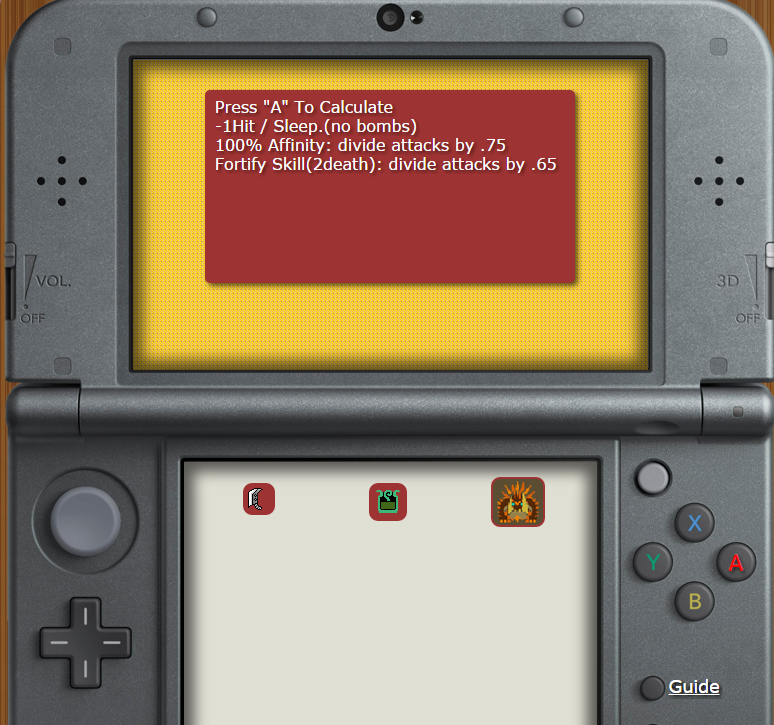 Press "A" To Calculate
-1Hit / Sleep.(no bombs)
100% Affinity: divide attacks by .75
Fortify Skill(2death): divide attacks by .65
VOL.
OFF
3D
OFF
X
Y
A
B
Guide